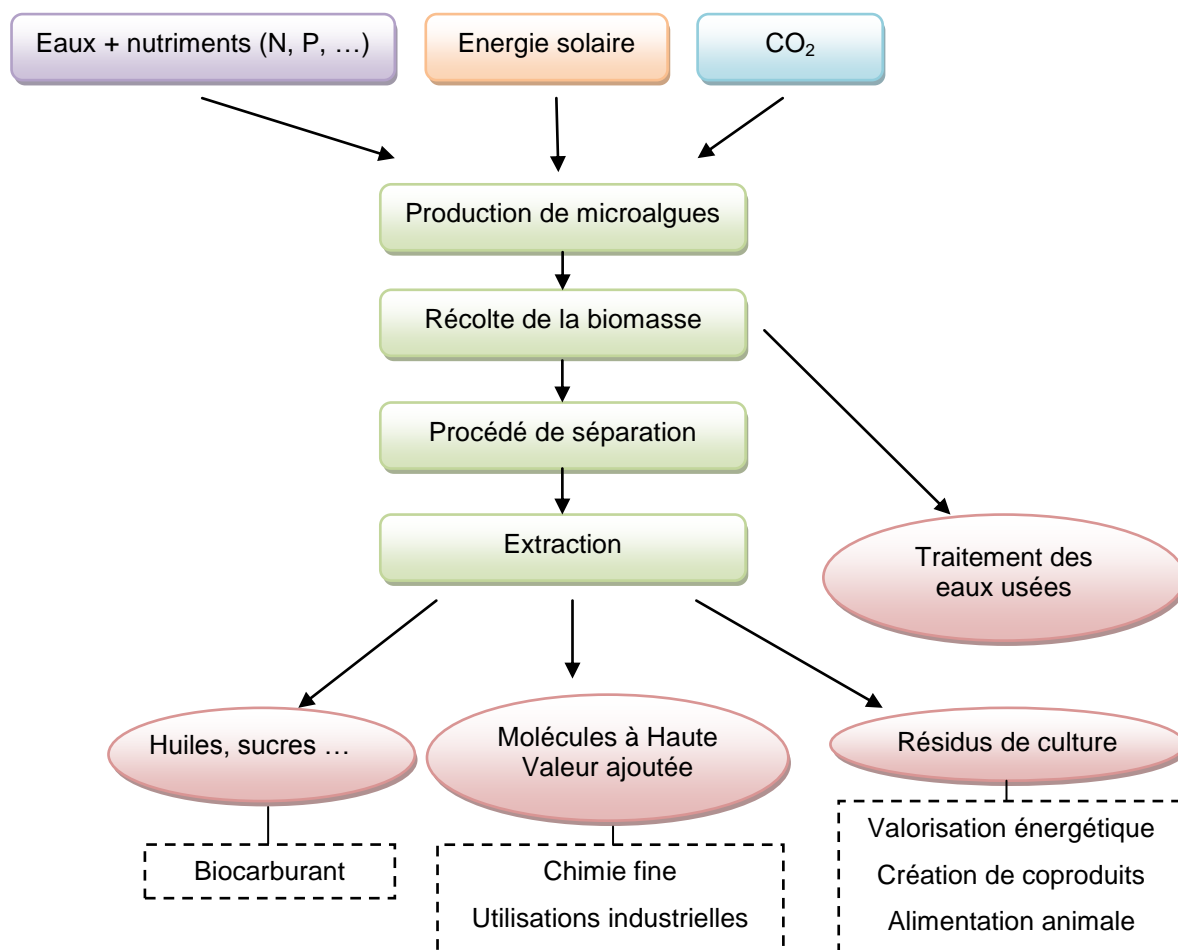 Eaux + nutriments (N, P, …)
Energie solaire
CO₂
Production de microalgues
Récolte de la biomasse
Procédé de séparation
Extraction
Traitement des
eaux usées
Huiles, sucres …
Molécules à Haute
Valeur ajoutée
Résidus de culture
Biocarburant
Chimie fine
Utilisations industrielles
Valorisation énergétique
Création de coproduits
Alimentation animale